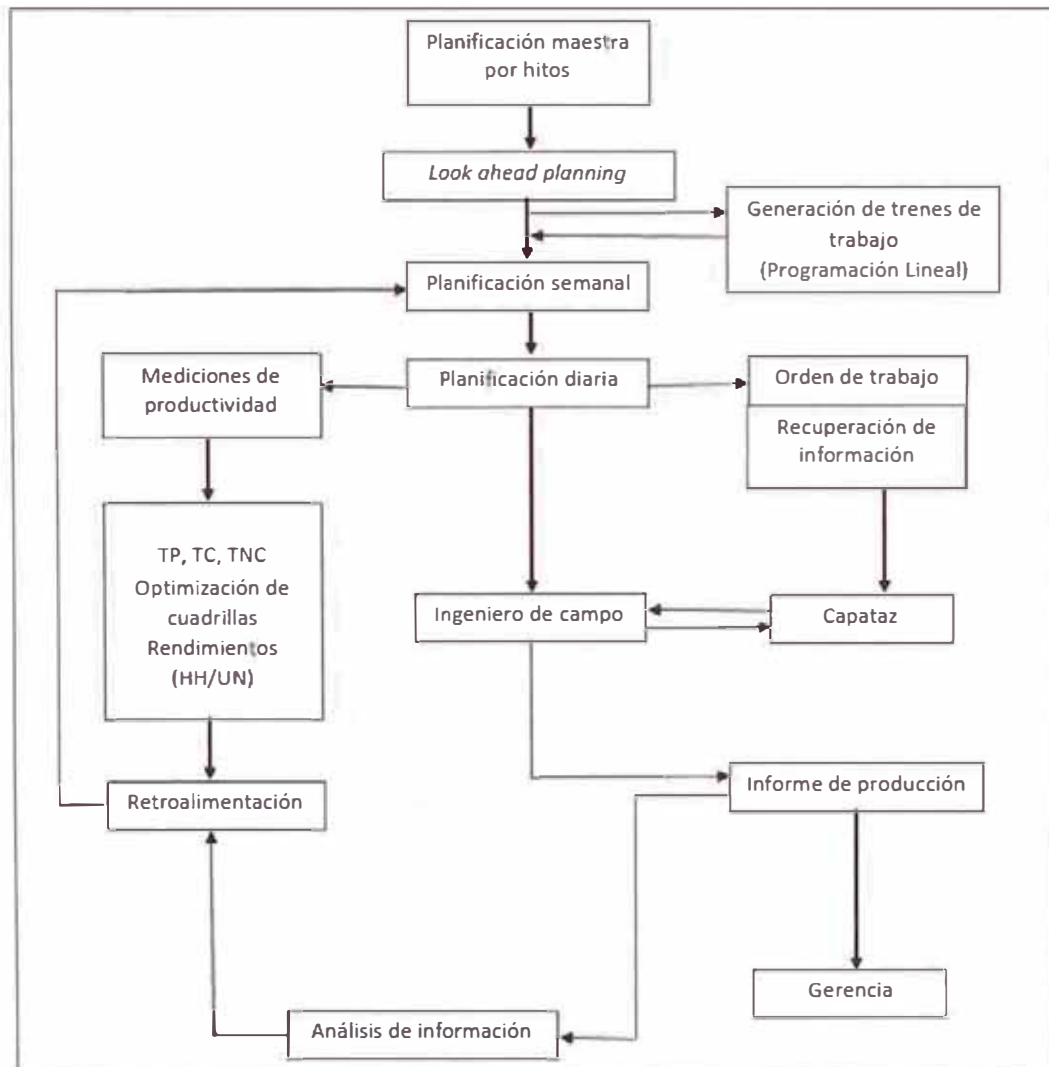 Planificación maestra
por hitos
Look ahead planning
Generación de trenes de
trabajo
(Programación Lineal)
Planificación semanal
Mediciones de
productividad
Planificación diaria
Orden de trabajo
Recuperación de
información
TP, TC, TNC
Optimización de
cuadrillas
Rendimientos
(HH/UN)
Ingeniero de campo
Capataz
Retroalimentación
Informe de producción
Gerencia
Análisis de información